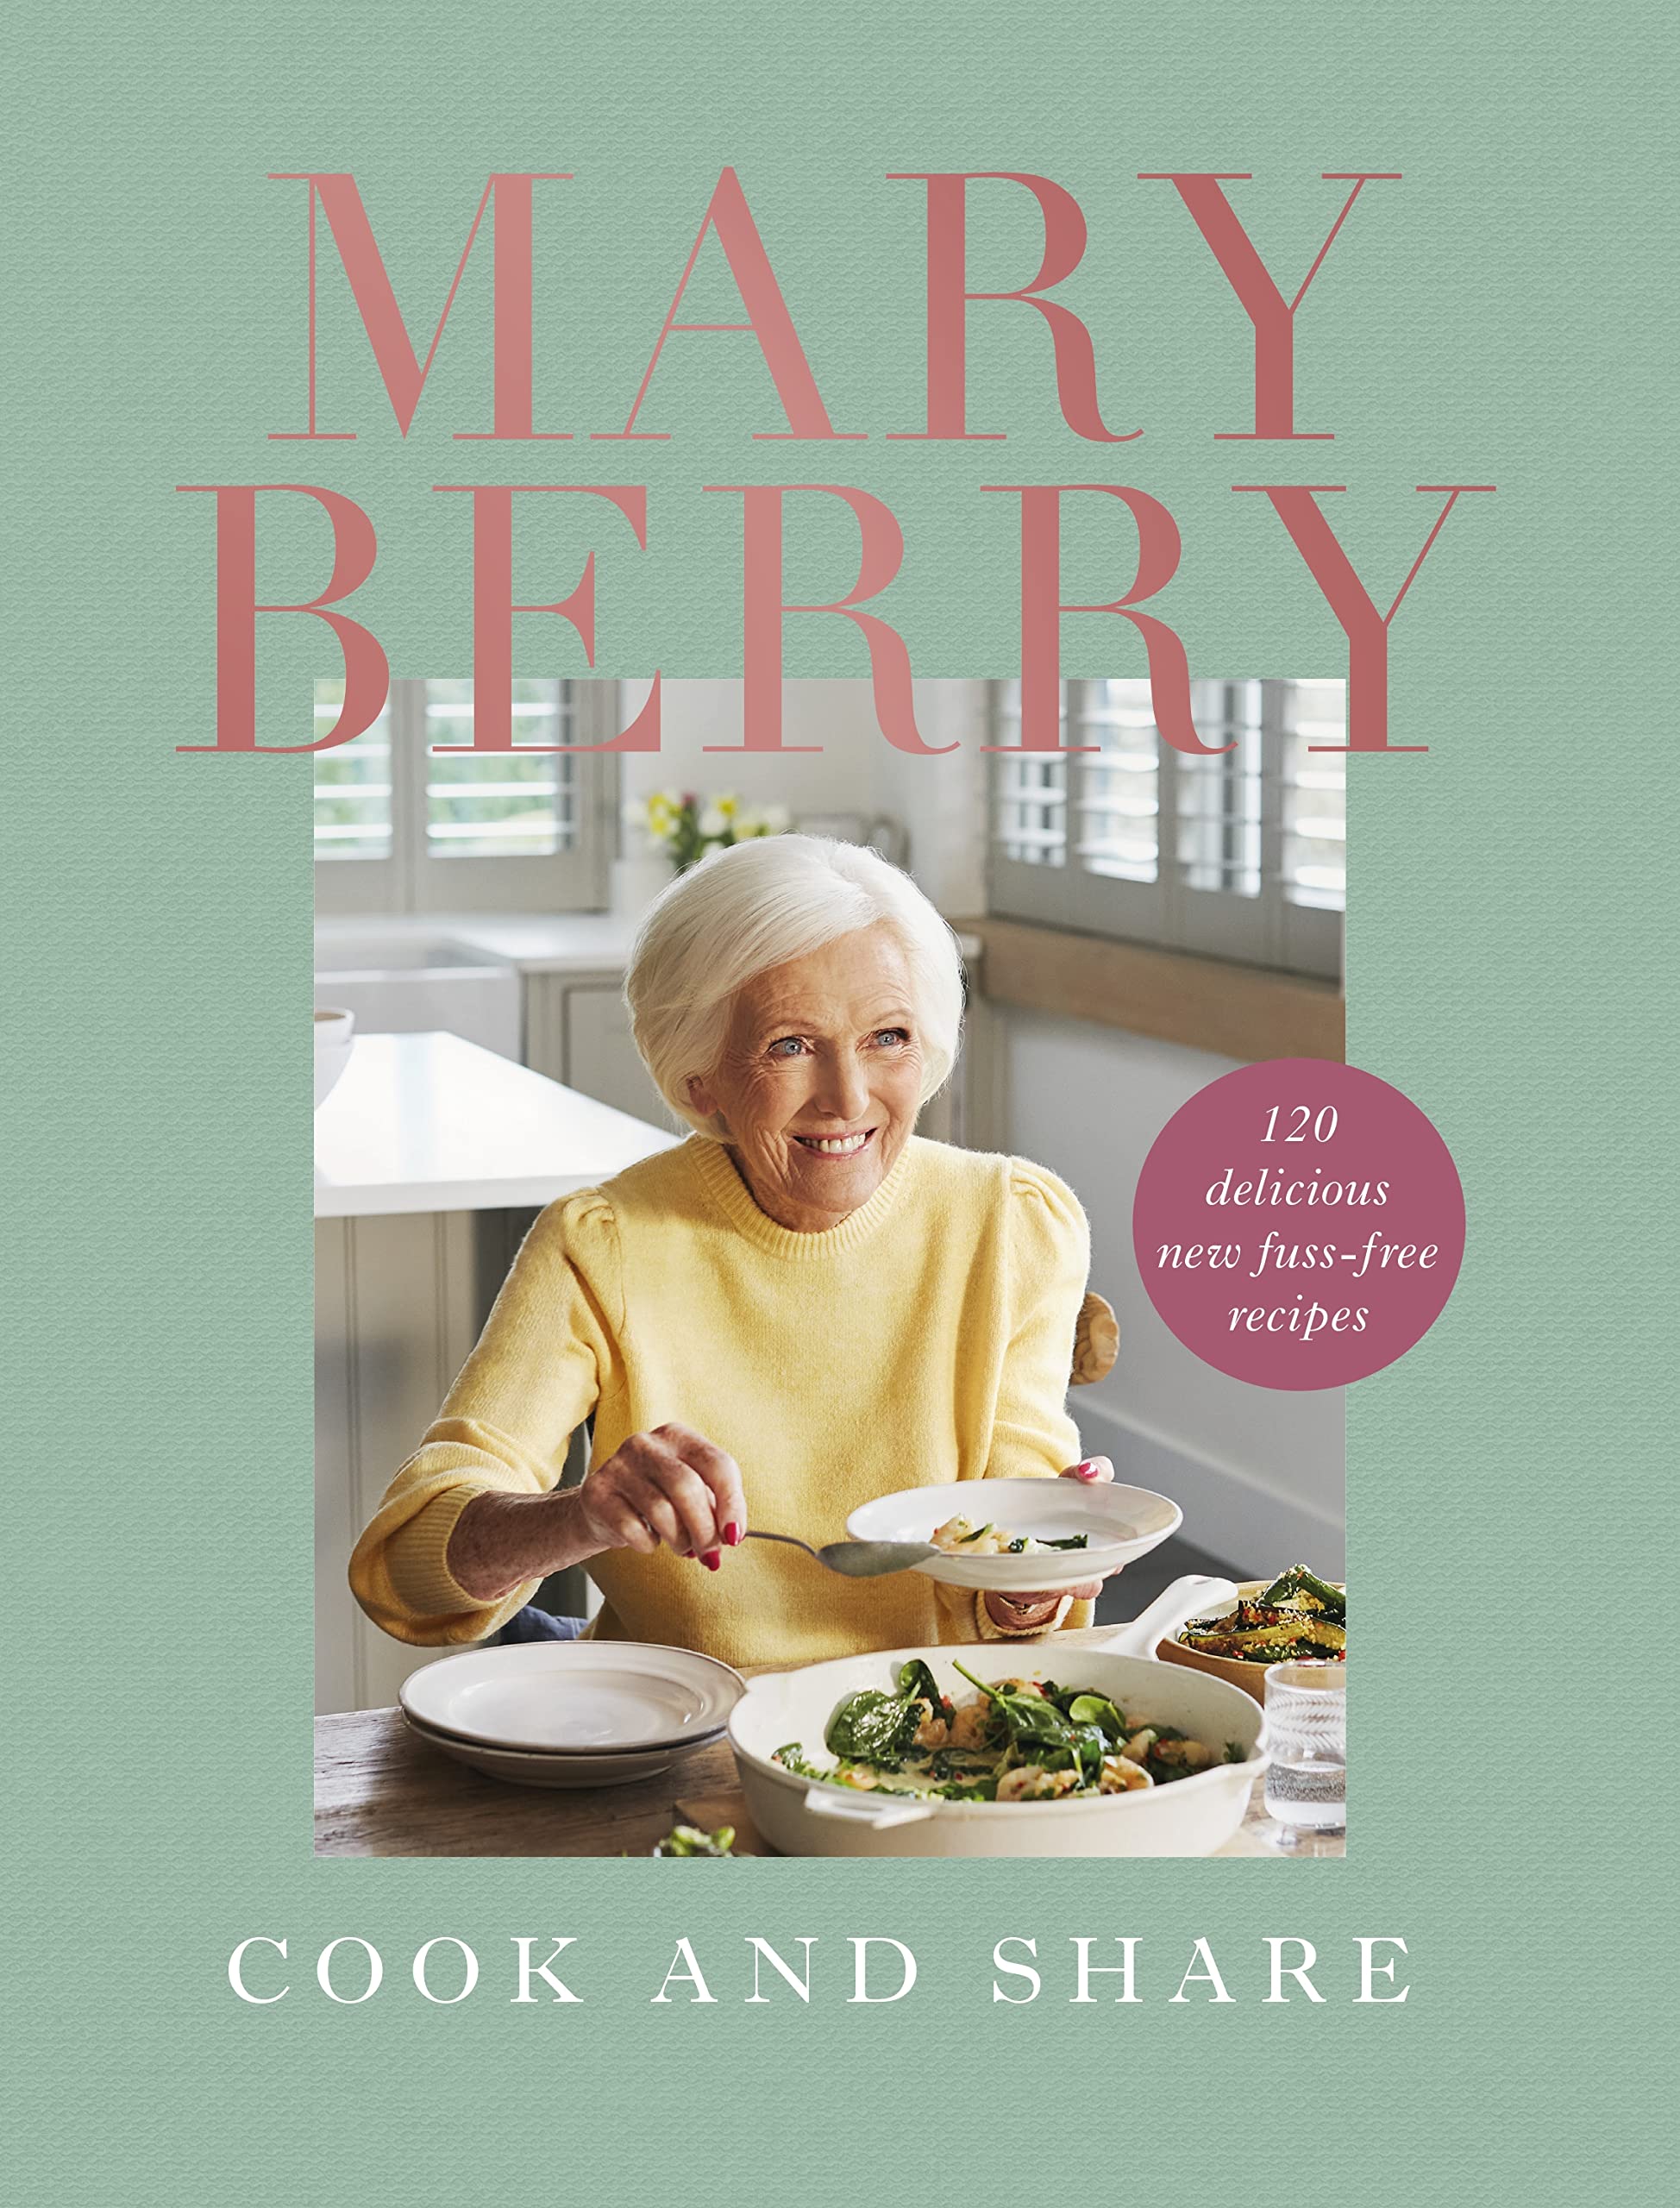 MARY
BERRY
120
delicious
new fuss-free
recipes
COOK AND SHARE